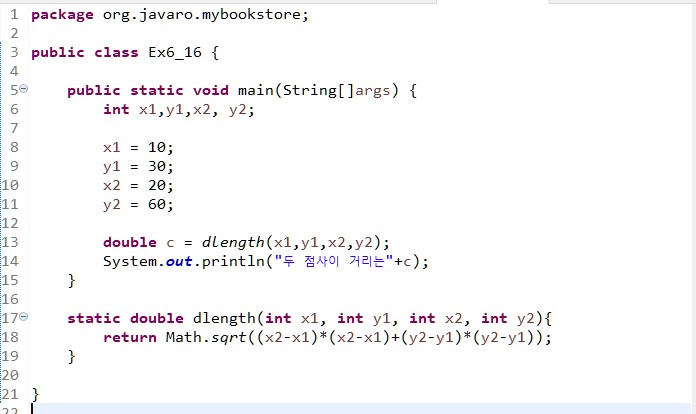 1 package org.javaro.mybookstore;
2
3 public class Ex6_16 {
4
5 public static void main(String[]args) {
6 int x1,y1,x2, y2;
7
8 x1 = 10;
9 y1 = 30;
10 x2 = 20;
11 y2 = 60;
12
13 double c = dlength(x1,y1,x2,y2);
14 System.out.println("두 점사이 거리는"+c);
15 }
16
17 static double dlength(int x1, int y1, int x2, int y2){
18 return Math.sqrt((x2-x1)*(x2-x1)+(y2-y1)*(y2-y1));
19 }
20
21 }
22